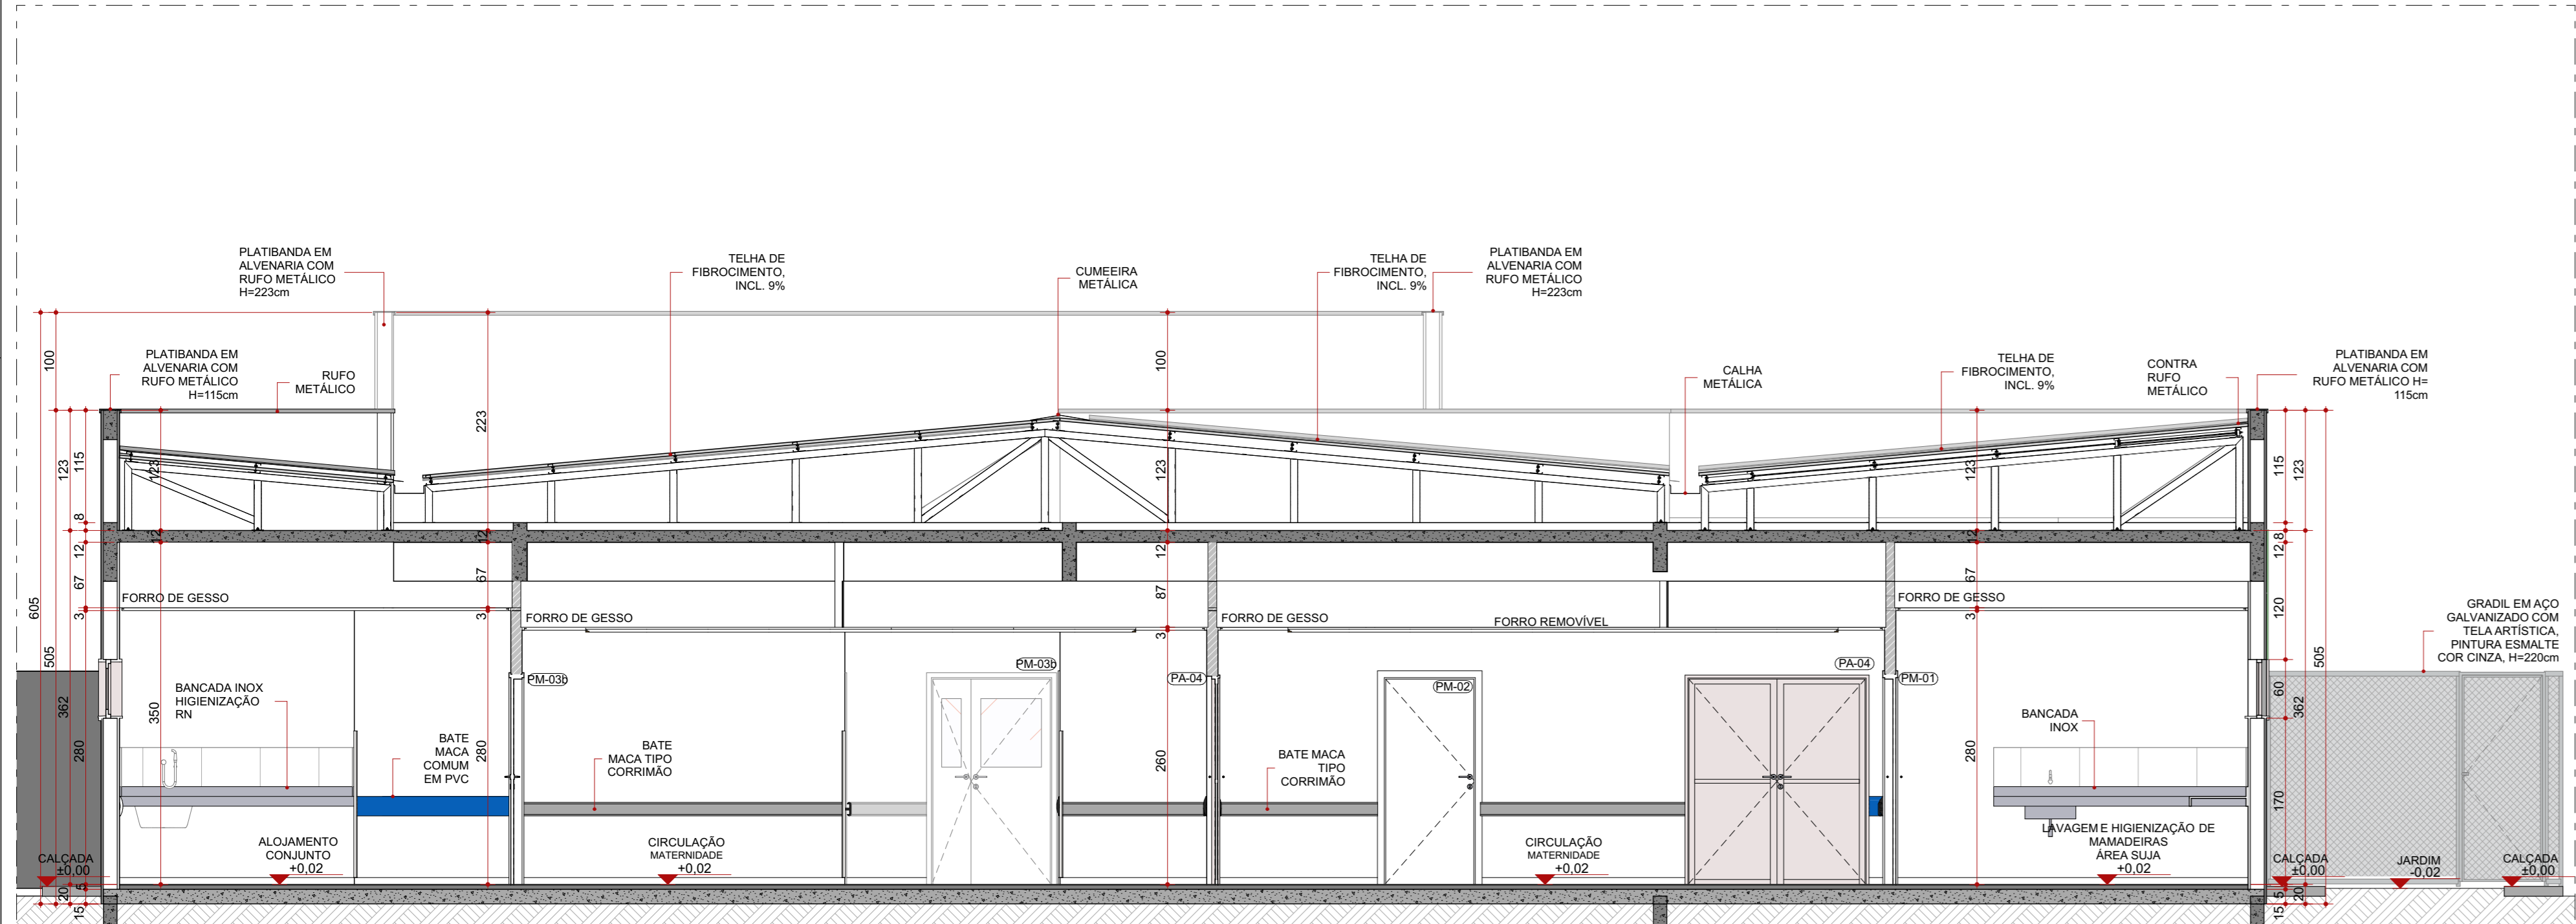 PLATIBANDA EM
ALVENARIA COM
RUFO METÁLICO
H=223cm
TELHA DE
FIBROCIMENTO,
INCL. 9%
CUMEEIRA
METÁLICA
TELHA DE
FIBROCIMENTO,
INCL. 9%
PLATIBANDA EM
ALVENARIA COM
RUFO METÁLICO
H=223cm
PLATIBANDA EM
ALVENARIA COM
RUFO METÁLICO
H=115cm
RUFO
METÁLICO
CALHA
METÁLICA
TELHA DE
FIBROCIMENTO,
INCL. 9%
CONTRA
RUFO
METÁLICO
PLATIBANDA EM
ALVENARIA COM
RUFO METÁLICO H=
115cm
100
223
100
123
115
123
123
123
115
123
8
12
12
12
12
12
12
8
67
67
87
67
120
3
3
3
3
605
505
362
280
350
280
260
280
60
170
362
505
FORRO DE GESSO
FORRO DE GESSO
FORRO DE GESSO
FORRO REMOVÍVEL
FORRO DE GESSO
GRADIL EM AÇO
GALVANIZADO COM
TELA ARTÍSTICA,
PINTURA ESMALTE
COR CINZA, H=220cm
PM-03b
PM-03b
PA-04
PM-02
PA-04
PM-01
BANCADA INOX
HIGIENIZAÇÃO
RN
BATE
MACA
COMUM
EM PVC
BATE
MACA TIPO
CORRIMÃO
BATE MACA
TIPO
CORRIMÃO
BANCADA
INOX
CALÇADA
±0,00
ALOJAMENTO
CONJUNTO
+0,02
CIRCULAÇÃO
MATERNIDADE
+0,02
CIRCULAÇÃO
MATERNIDADE
+0,02
LAVAGEM E HIGIENIZAÇÃO DE
MAMADEIRAS
ÁREA SUJA
+0,02
CALÇADA
±0,00
JARDIM
-0,02
CALÇADA
±0,00
20
5
15
5
20
15